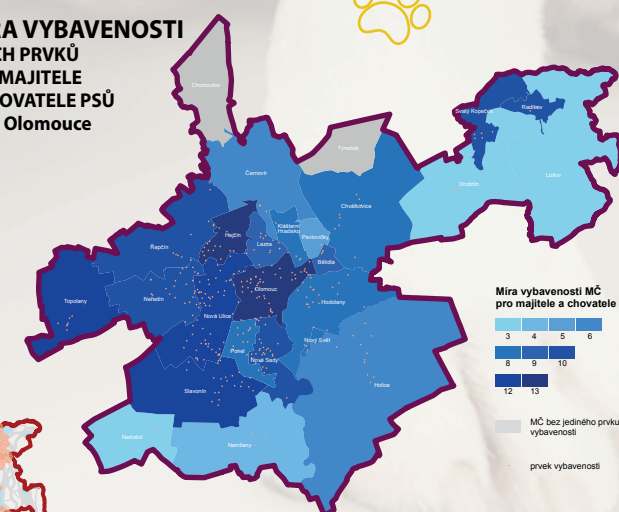 RA VYBAVENOSTI
CH PRVKŮ
MAJITELE
OVATELE PSŮ
Olomouce
Olomoučov
Týneček
Svatý Kopeček
Radíkov
Černovír
Droždín
Lošov
Chválkovice
Klášterní
Hradisko
Hejčín
Pavlovičky
Lazce
Řepčín
Bělidla
Neředín
Olomouc
Topolany
Hodolany
Nová Ulice
Nový Svět
Povel
Nové Sady
Holice
Slavonín
Nedvězí
Nemilany
Míra vybavenosti MČ
pro majitele a chovatele
3 4 5 6
8 9 10
12 13
MČ bez jediného prvku
vybavenosti
prvek vybavenosti